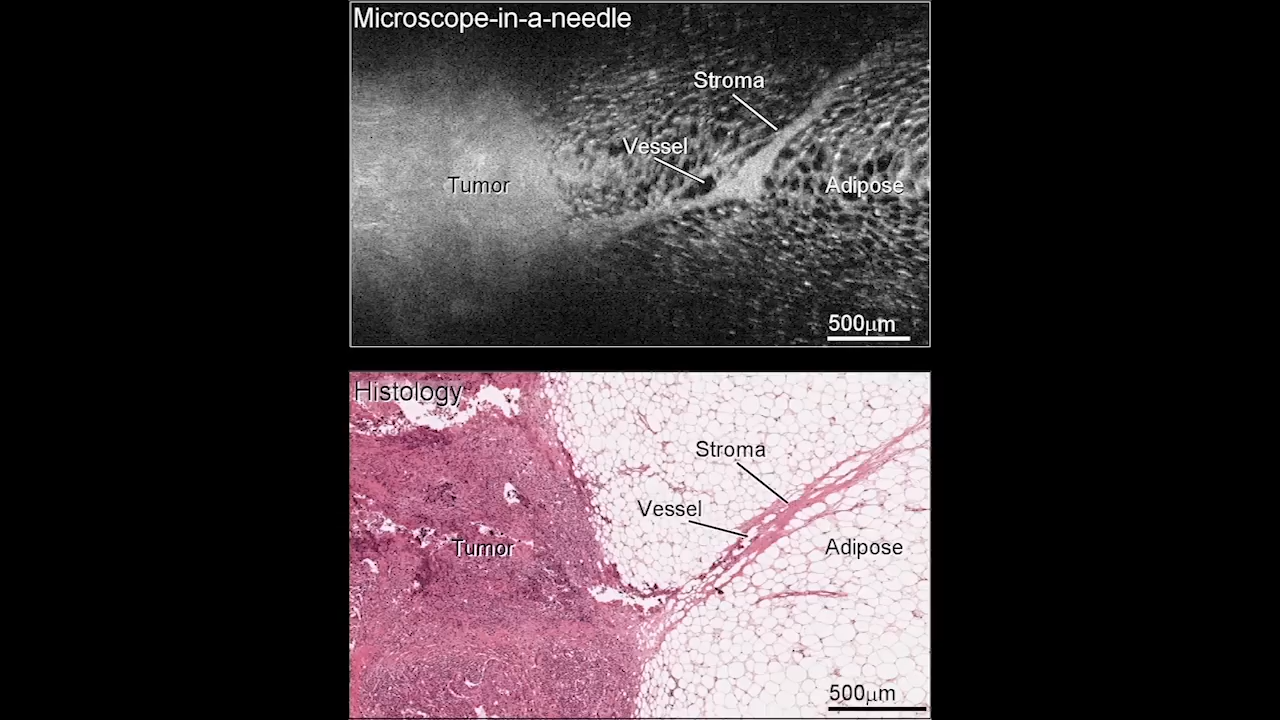 Microscope-in-a-needle
Stroma
Vessel
Tumor
Adipose
500μm
Histology
Stroma
Vessel
Tumor
Adipose
500μm